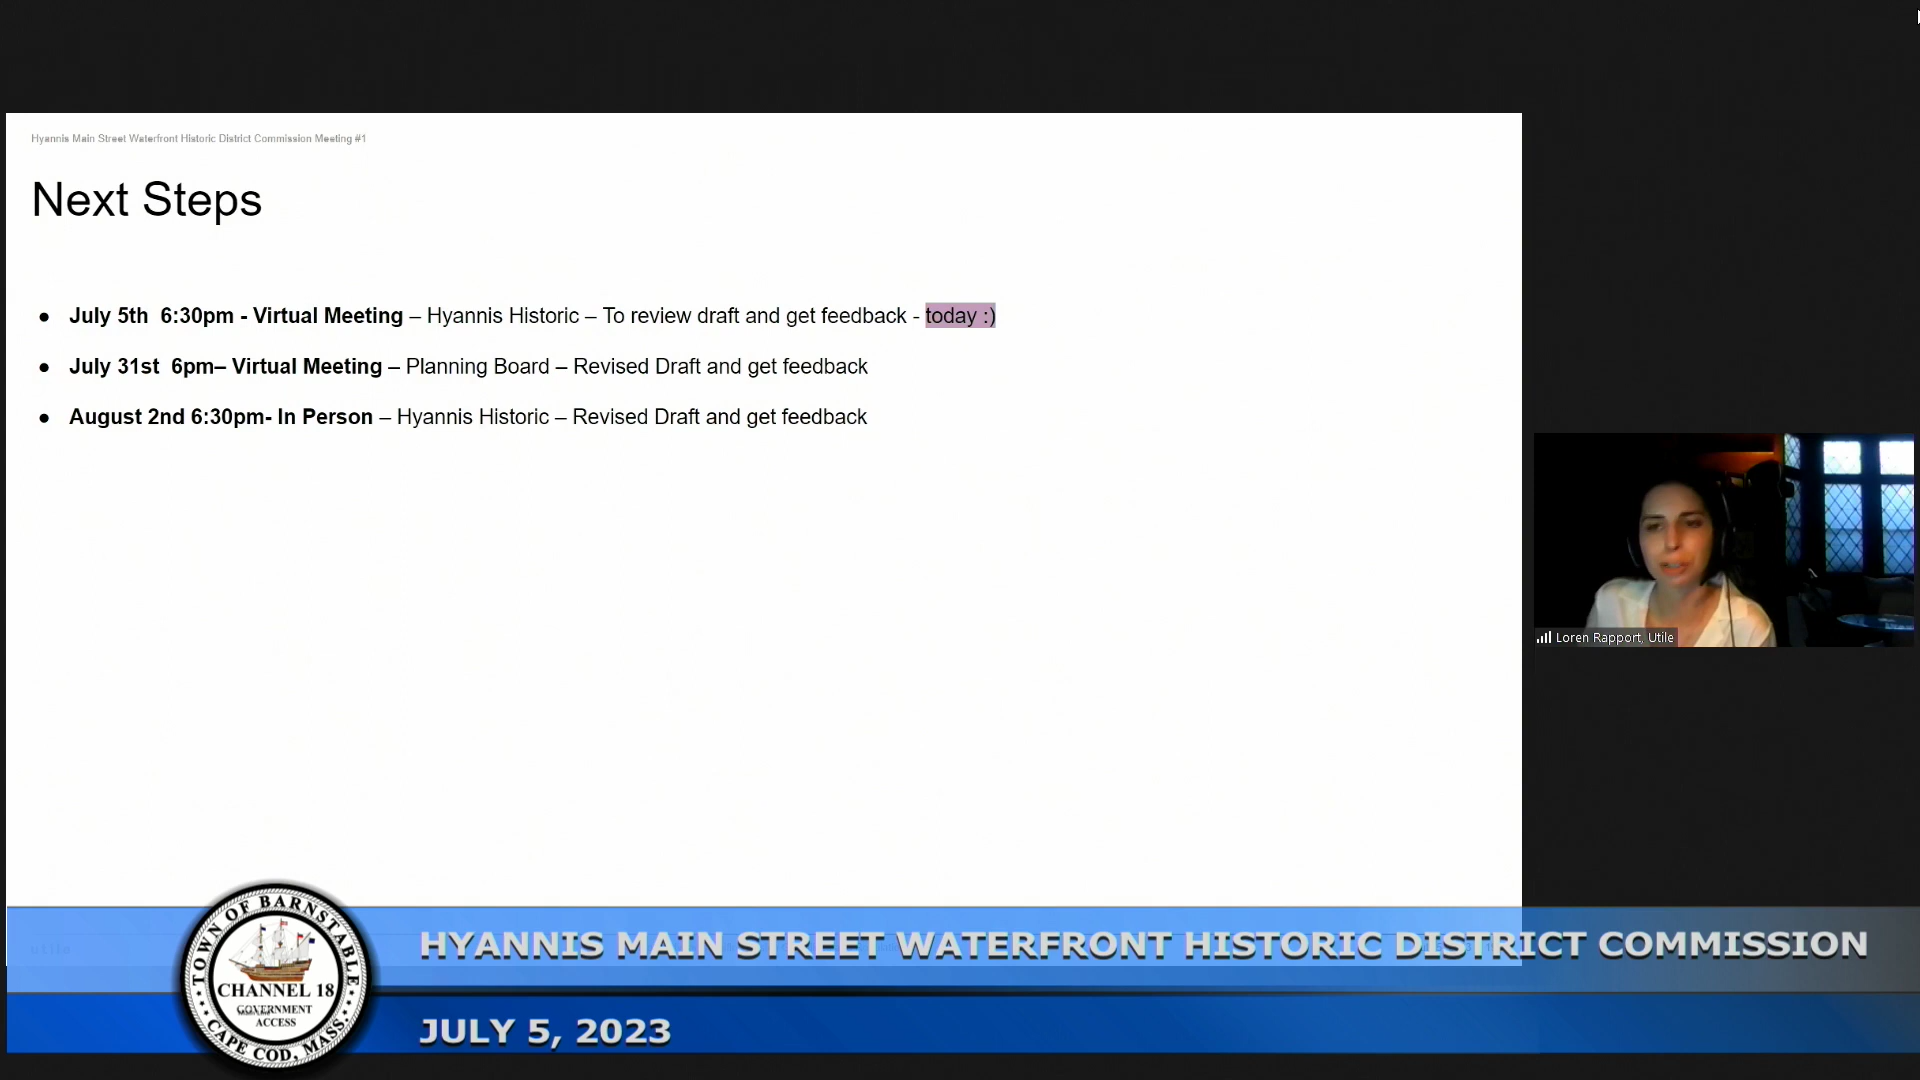 Hyannis Main Street Waterfront Historic District Commission Meeting #1
Next Steps
● July 5th 6:30pm - Virtual Meeting – Hyannis Historic – To review draft and get feedback - today :)
● July 31st 6pm– Virtual Meeting – Planning Board – Revised Draft and get feedback
● August 2nd 6:30pm- In Person – Hyannis Historic – Revised Draft and get feedback
Loren Rapport, Utile
utile
HYANNIS MAIN STREET WATERFRONT HISTORIC DISTRICT COMMISSION
JULY 5, 2023
TOWN OF BARNSTABLE
CHANNEL 18
GOVERNMENT
ACCESS
CAPE COD, MASS.